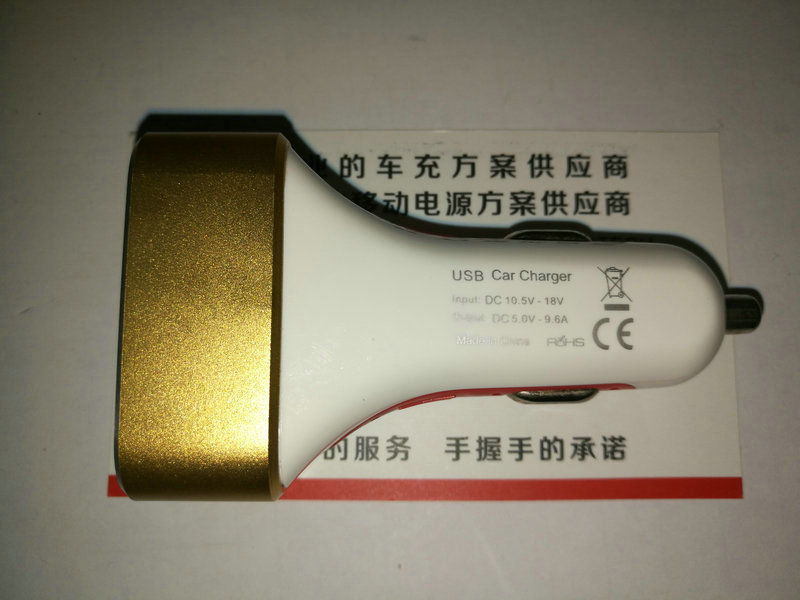 的车充方案供应商
移动电源方案供应商
USB Car Charger
Input: DC 10.5V - 18V
Output: DC 5.0V - 9.6A
Made in China RoHS CE
的服务 手握手的承诺